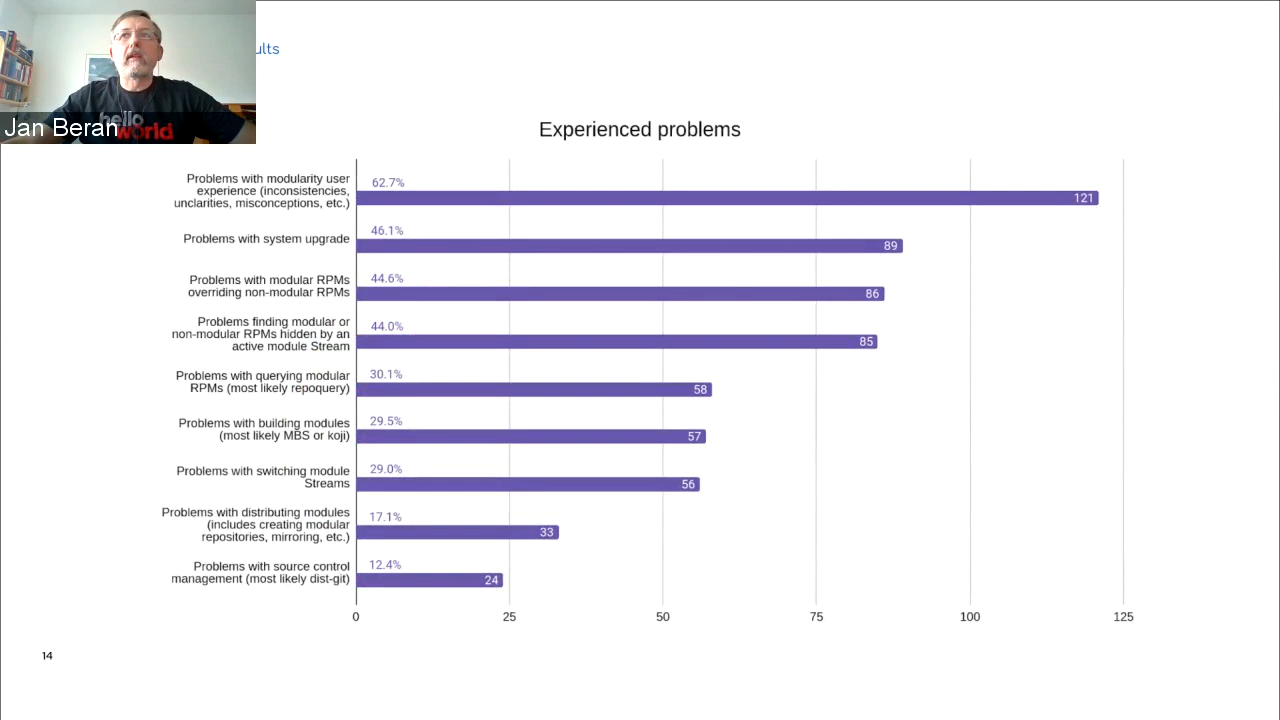 ults
hello
world
Jan Beran
Experienced problems
Problems with modularity user
experience (inconsistencies,
unclarities, misconceptions, etc.)
62.7%
121
Problems with system upgrade
46.1%
89
Problems with modular RPMs
overriding non-modular RPMs
44.6%
86
Problems finding modular or
non-modular RPMs hidden by an
active module Stream
44.0%
85
Problems with querying modular
RPMs (most likely repoquery)
30.1%
58
Problems with building modules
(most likely MBS or koji)
29.5%
57
Problems with switching module
Streams
29.0%
56
Problems with distributing modules
(includes creating modular
repositories, mirroring, etc.)
17.1%
33
Problems with source control
management (most likely dist-git)
12.4%
24
0 25 50 75 100 125
14